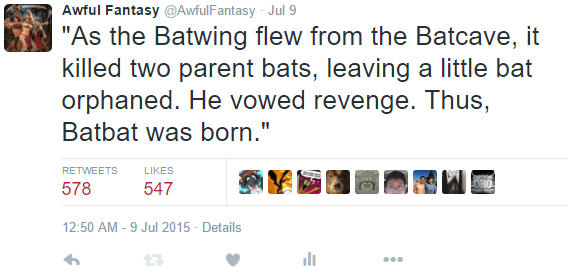 Awful Fantasy @AwfulFantasy · Jul 9
"As the Batwing flew from the Batcave, it
killed two parent bats, leaving a little bat
orphaned. He vowed revenge. Thus,
Batbat was born."
RETWEETS LIKES
578 547
12:50 AM - 9 Jul 2015 · Details